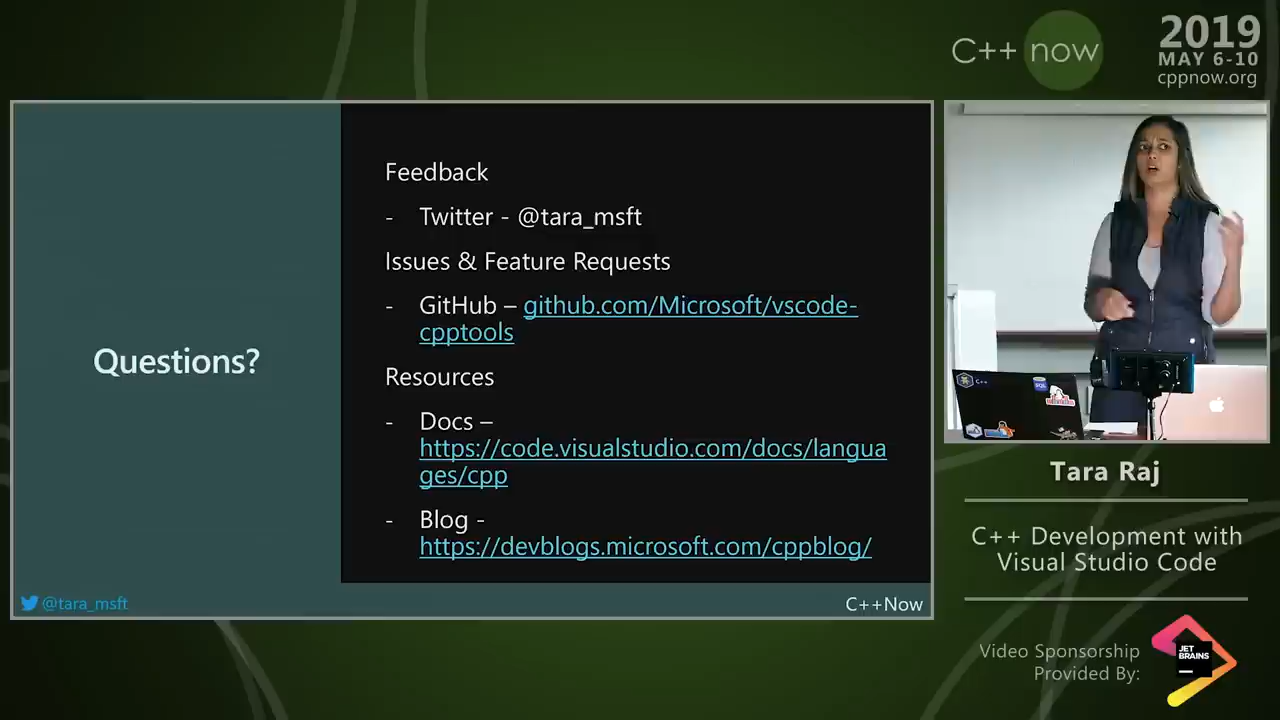 C++ now
2019
MAY 6-10
cppnow.org
Questions?
Feedback
- Twitter - @tara_msft
Issues & Feature Requests
- GitHub – github.com/Microsoft/vscode-
cpptools
Resources
- Docs –
https://code.visualstudio.com/docs/langua
ges/cpp
- Blog -
https://devblogs.microsoft.com/cppblog/
@tara_msft
C++Now
C++
SQL
Tara Raj
C++ Development with
Visual Studio Code
Video Sponsorship
Provided By:
JET
BRAINS